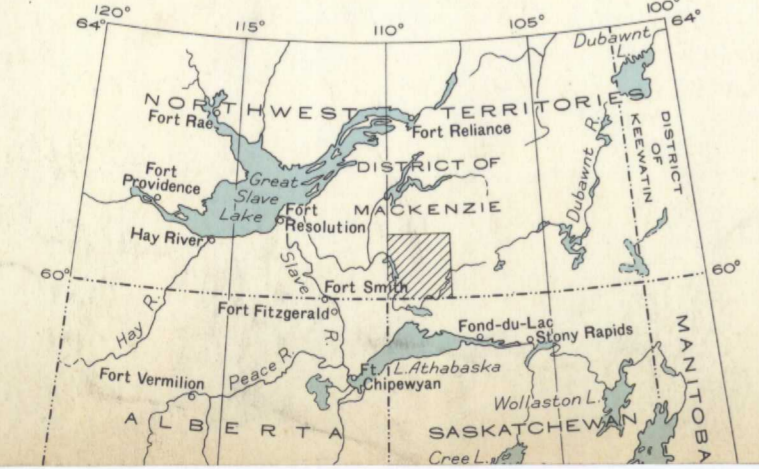 120°
115°
110°
105°
100°
64°
64°
Dubawnt
L.
NORTHWEST TERRITORIES
Fort Rae
Fort Reliance
DISTRICT
OF
KEEWATIN
Dubawnt R.
Fort
Providence
Great
Slave
Lake
DISTRICT OF
MACKENZIE
Fort
Resolution
Hay River
Slave
R.
60°
60°
Fort Smith
Fort Fitzgerald
Hay R.
Fond-du-Lac
Stony Rapids
Peace R.
Ft.
Chipewyan
L. Athabaska
Fort Vermilion
Wollaston L.
MANITOBA
ALBERTA
SASKATCHEWAN
Cree L.